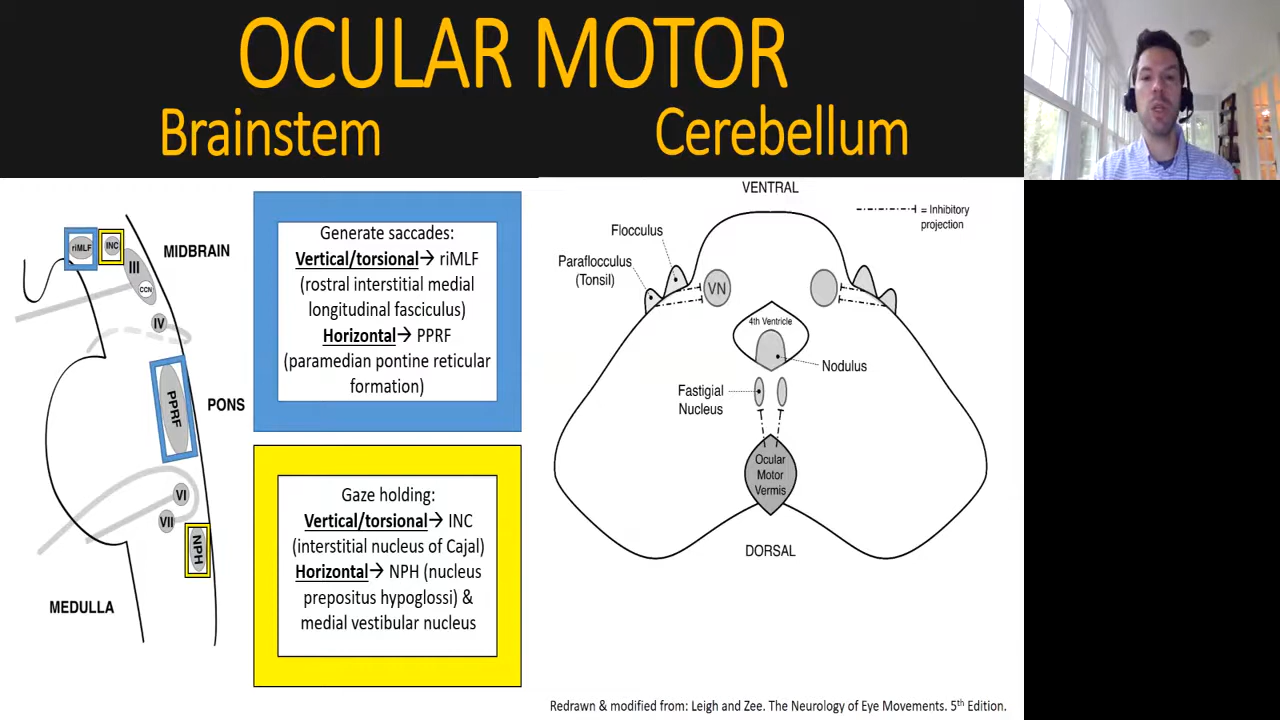 OCULAR MOTOR
Brainstem
Cerebellum
riMLF
INC
III
CCN
IV
MIDBRAIN
PPRF
PONS
VI
VII
NPH
MEDULLA
Generate saccades:
Vertical/torsional→ riMLF
(rostral interstitial medial
longitudinal fasciculus)
Horizontal→ PPRF
(paramedian pontine reticular
formation)
Gaze holding:
Vertical/torsional→ INC
(interstitial nucleus of Cajal)
Horizontal→ NPH (nucleus
prepositus hypoglossi) &
medial vestibular nucleus
VENTRAL
= Inhibitory
projection
Flocculus
Paraflocculus
(Tonsil)
VN
4th Ventricle
Nodulus
Fastigial
Nucleus
Ocular
Motor
Vermis
DORSAL
Redrawn & modified from: Leigh and Zee. The Neurology of Eye Movements. 5th Edition.